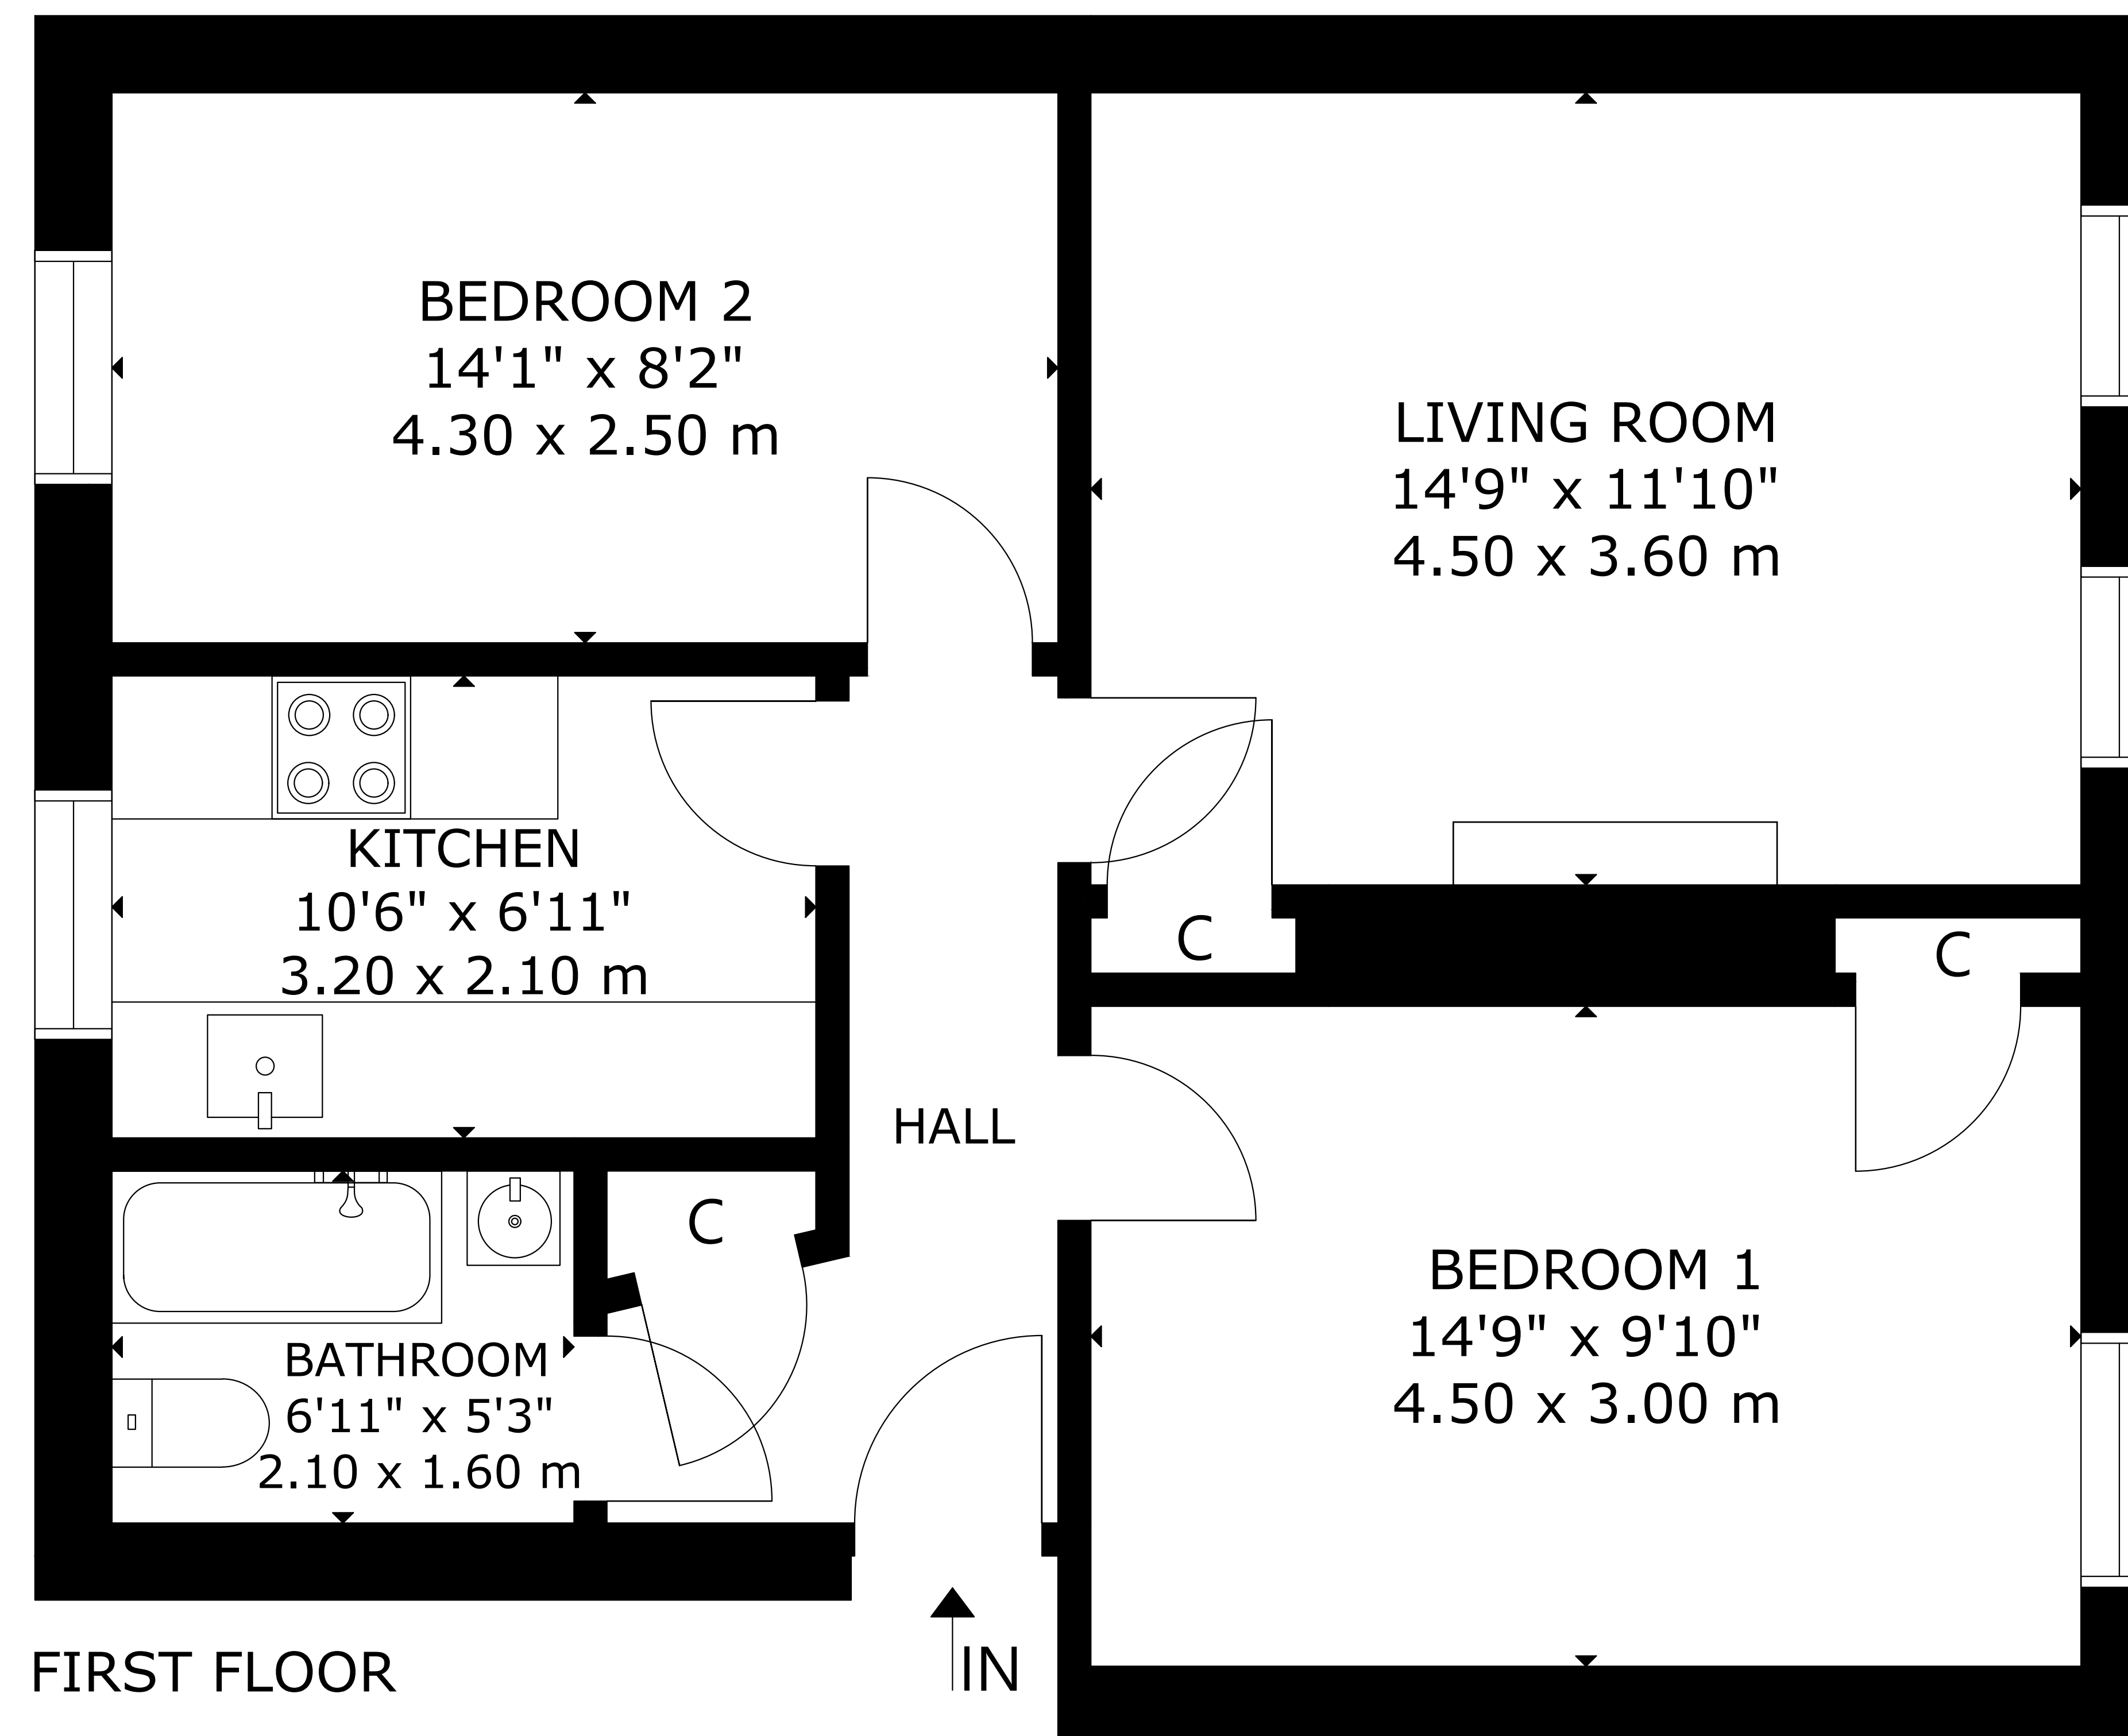 BEDROOM 2
14'1" x 8'2"
4.30 x 2.50 m
LIVING ROOM
14'9" x 11'10"
4.50 x 3.60 m
KITCHEN
10'6" x 6'11"
3.20 x 2.10 m
C
C
HALL
C
BEDROOM 1
14'9" x 9'10"
4.50 x 3.00 m
BATHROOM
6'11" x 5'3"
2.10 x 1.60 m
IN
FIRST FLOOR